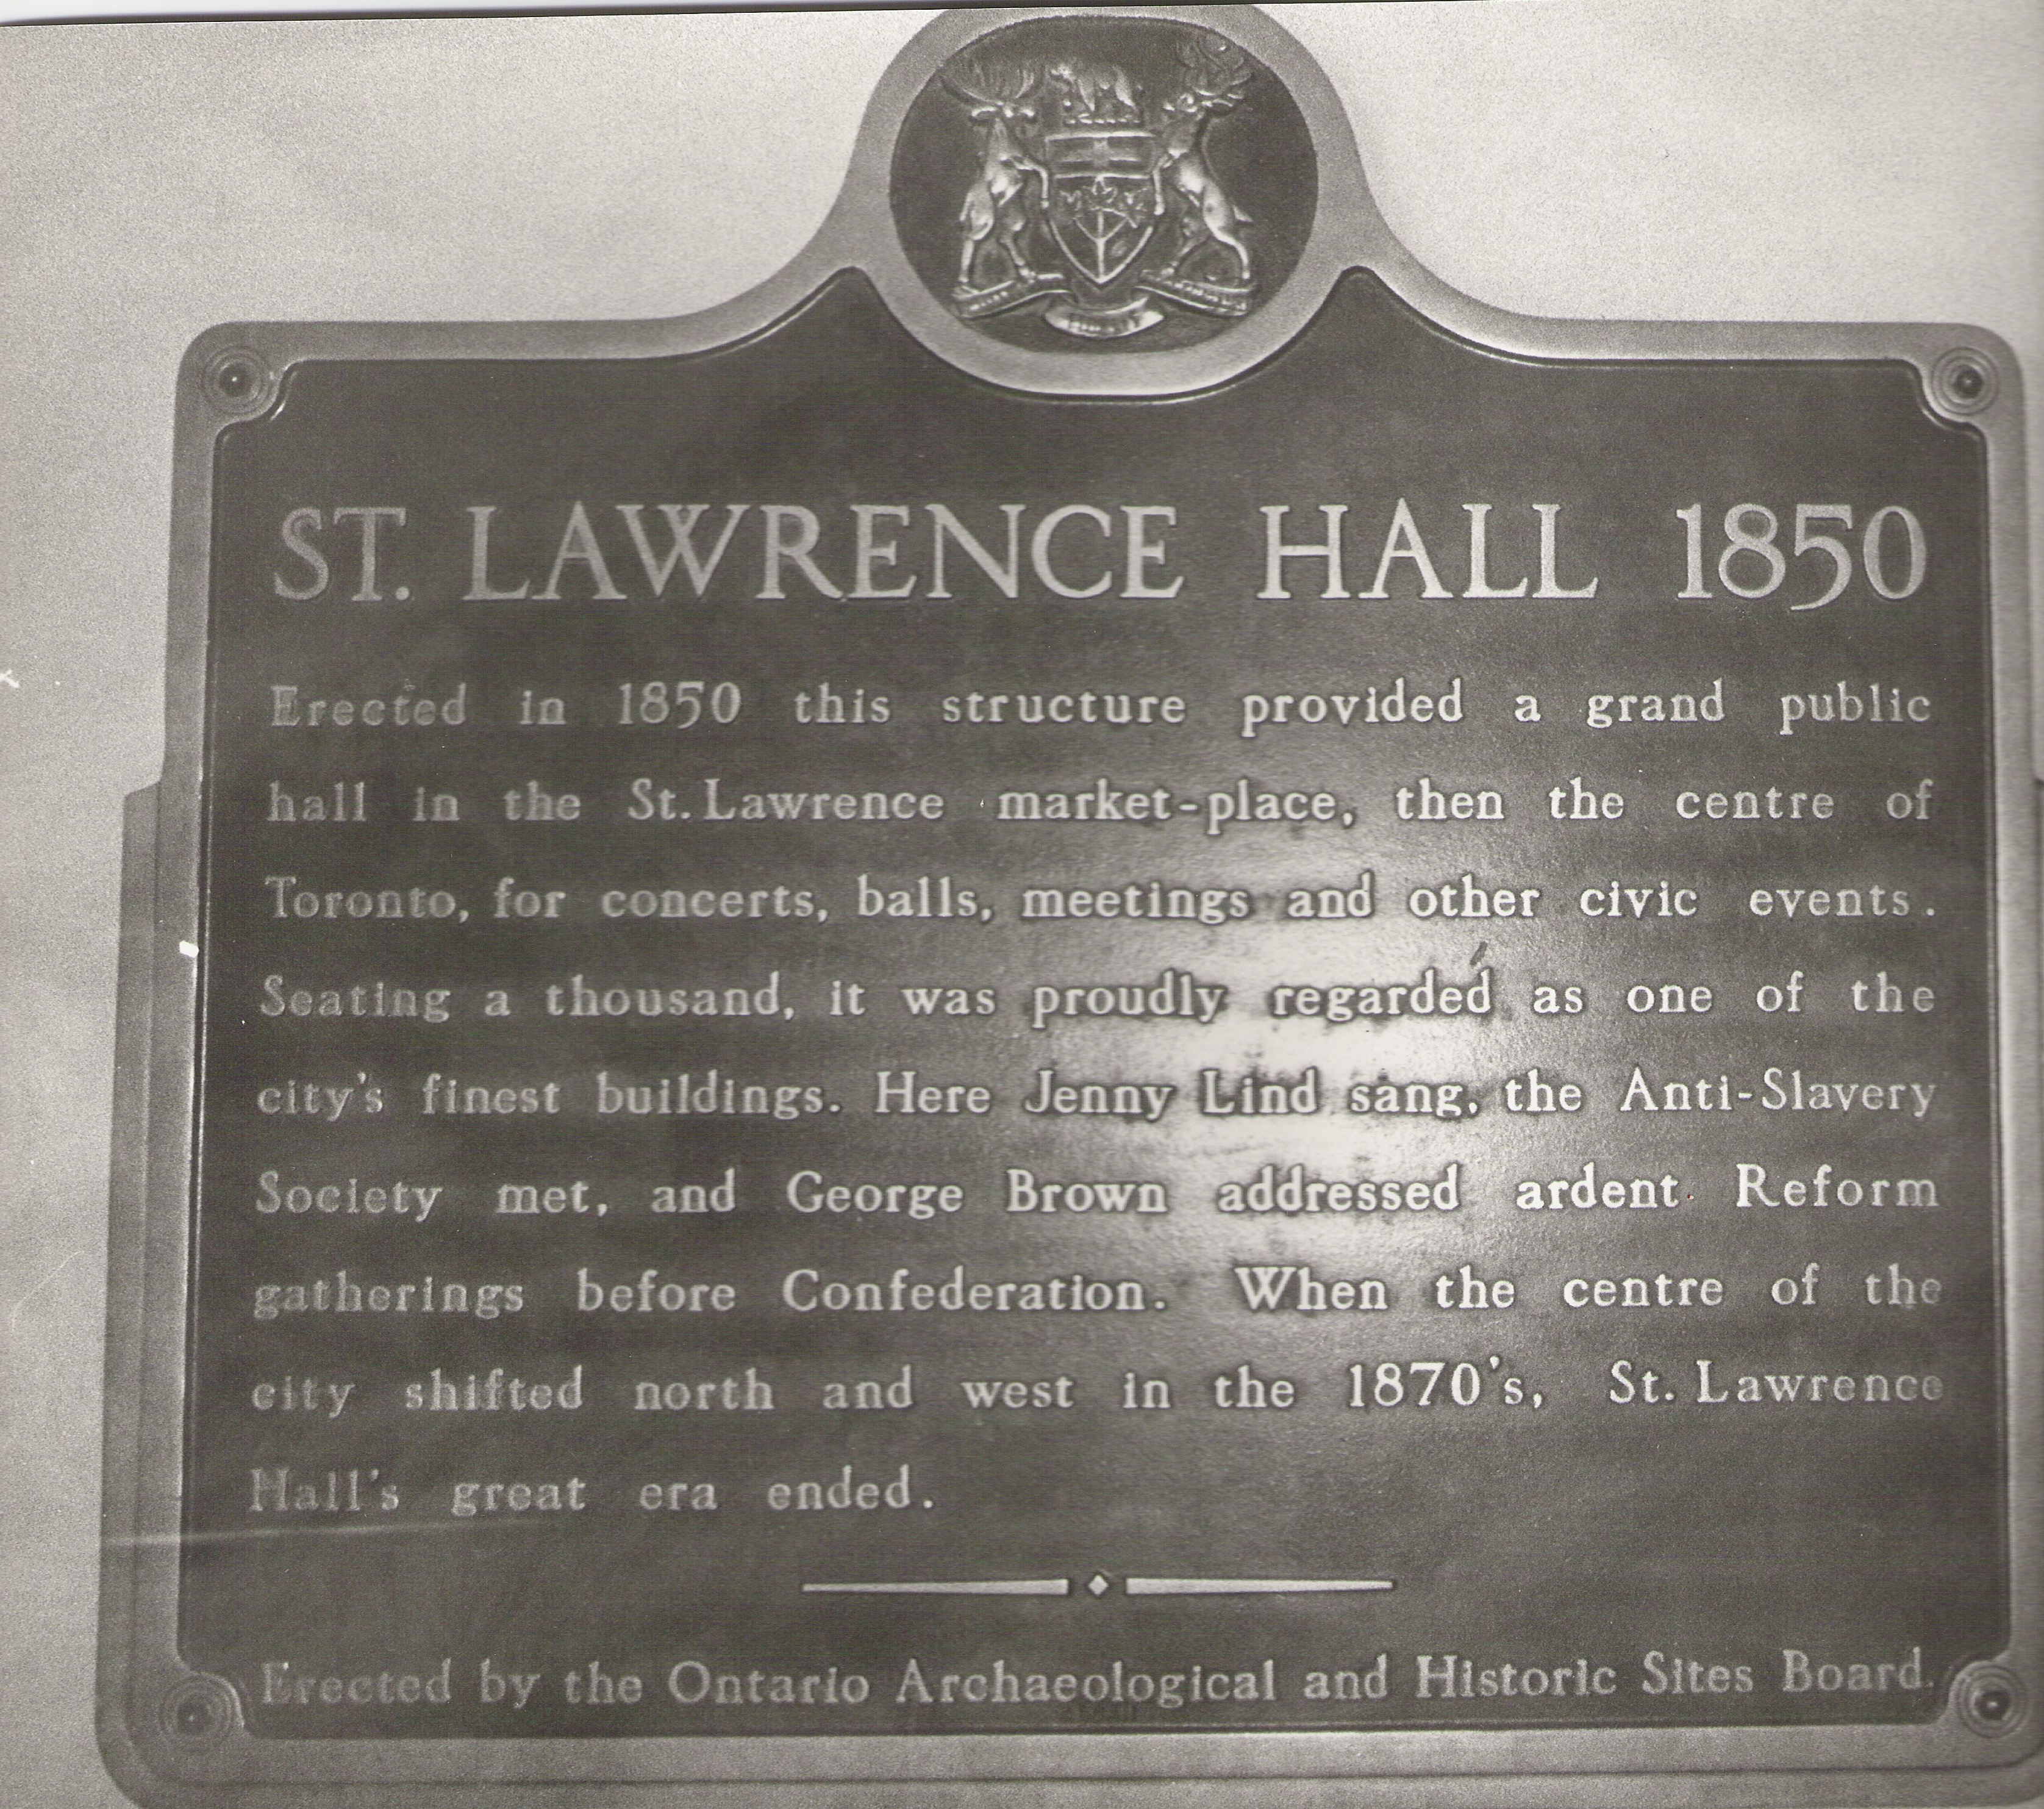 ST. LAWRENCE HALL 1850
Erected in 1850 this structure provided a grand public
hall in the St. Lawrence market-place, then the centre of
Toronto, for concerts, balls, meetings and other civic events.
Seating a thousand, it was proudly regarded as one of the
city's finest buildings. Here Jenny Lind sang, the Anti-Slavery
Society met, and George Brown addressed ardent Reform
gatherings before Confederation. When the centre of the
city shifted north and west in the 1870's, St. Lawrence
Hall's great era ended.
Erected by the Ontario Archaeological and Historic Sites Board.